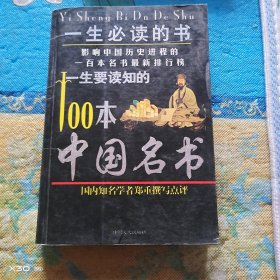 Yi Sheng Bi Du De Shu
一生必读的书
影响中国历史进程的
一百本名书最新排行榜
一生要读知的
100本
中国名书
国内知名学者郑重撰写点评
X30